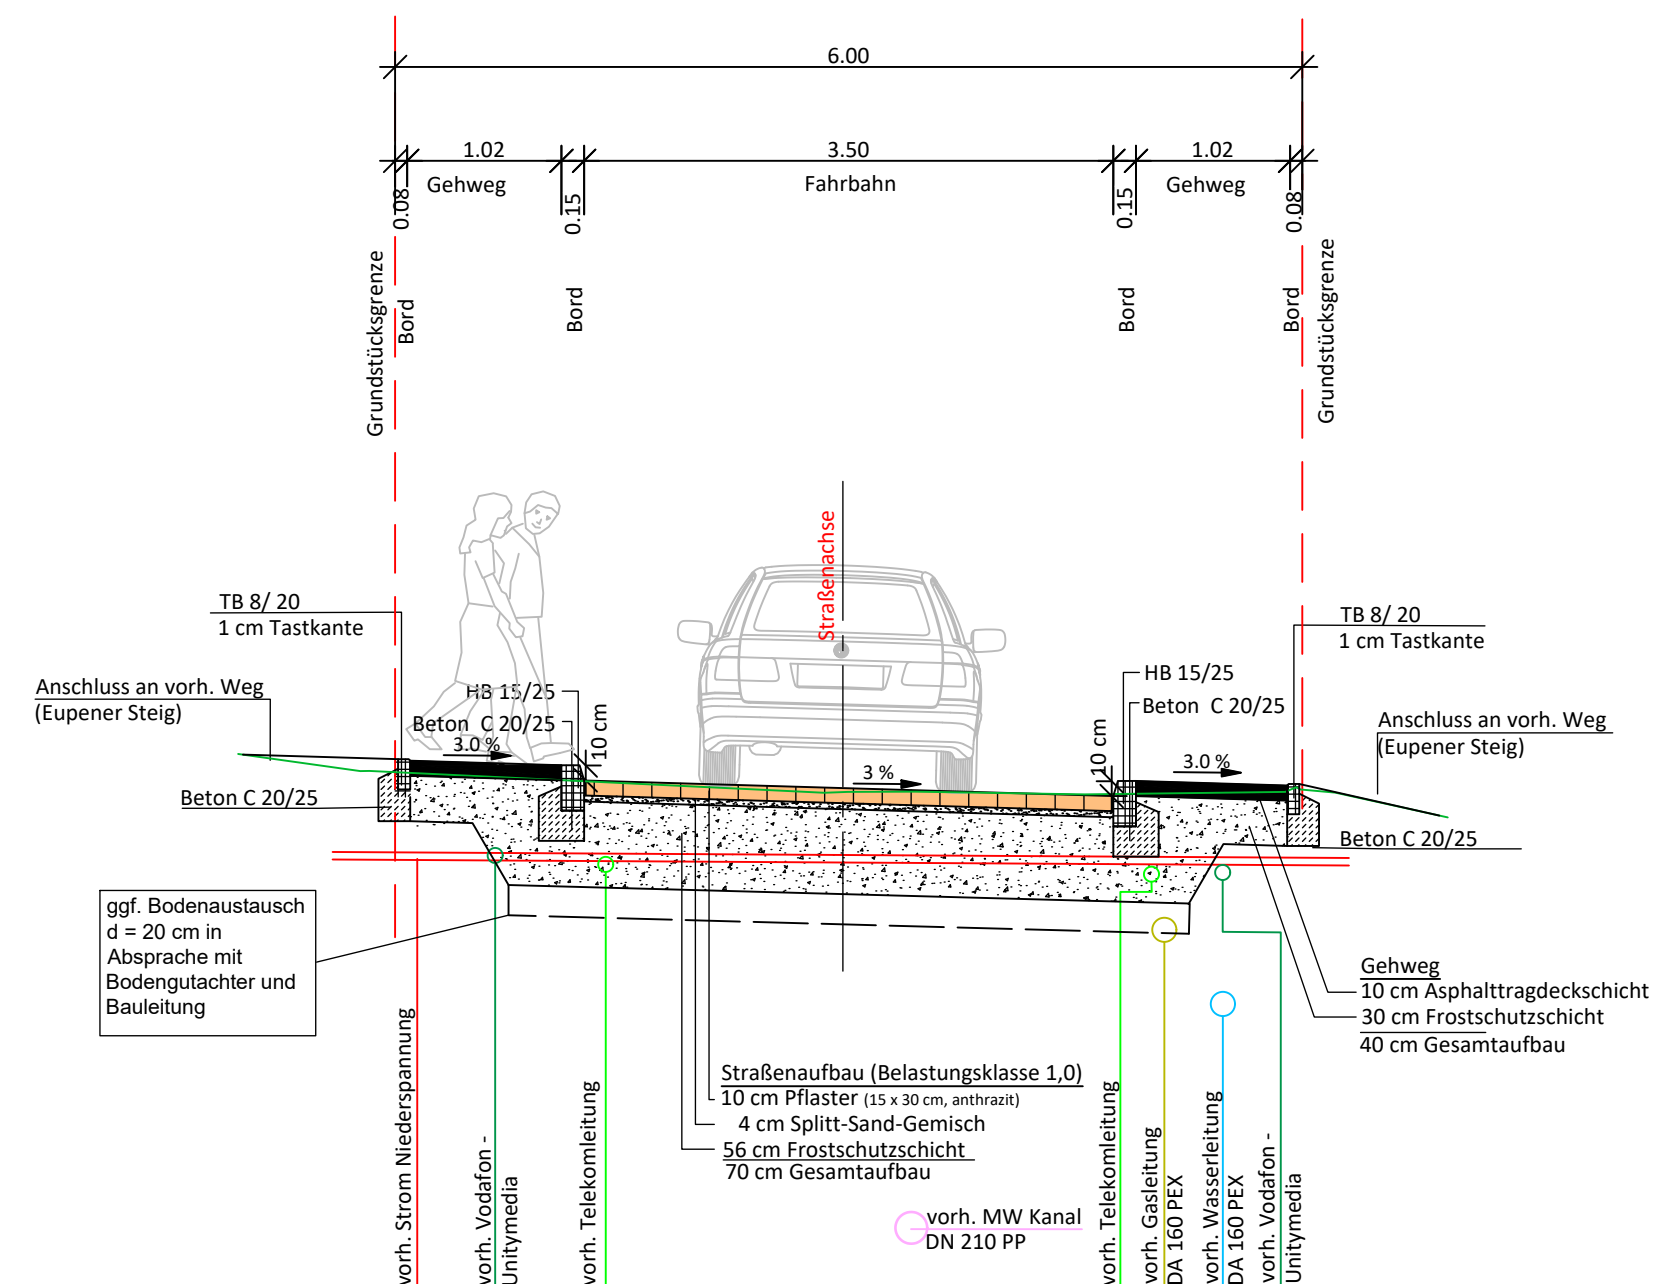 6.00
1.02
3.50
1.02
Gehweg
Fahrbahn
Gehweg
0.08
0.15
0.15
0.08
Grundstücksgrenze
Bord
Bord
Bord
Bord
Grundstücksgrenze
Straßenachse
TB 8/ 20
1 cm Tastkante
TB 8/ 20
1 cm Tastkante
Anschluss an vorh. Weg
(Eupener Steig)
HB 15/25
Beton C 20/25
3.0 %
10 cm
3 %
10 cm
HB 15/25
Beton C 20/25
3.0 %
Anschluss an vorh. Weg
(Eupener Steig)
Beton C 20/25
Beton C 20/25
ggf. Bodenaustausch
d = 20 cm in
Absprache mit
Bodengutachter und
Bauleitung
Gehweg
10 cm Asphalttragdeckschicht
30 cm Frostschutzschicht
40 cm Gesamtaufbau
Straßenaufbau (Belastungsklasse 1,0)
10 cm Pflaster (15 x 30 cm, anthrazit)
4 cm Splitt-Sand-Gemisch
56 cm Frostschutzschicht
70 cm Gesamtaufbau
vorh. MW Kanal
DN 210 PP
vorh. Strom Niederspannung
vorh. Vodafon -
Unitymedia
vorh. Telekomleitung
vorh. Telekomleitung
vorh. Gasleitung
DA 160 PEX
vorh. Wasserleitung
DA 160 PEX
vorh. Vodafon -
Unitymedia